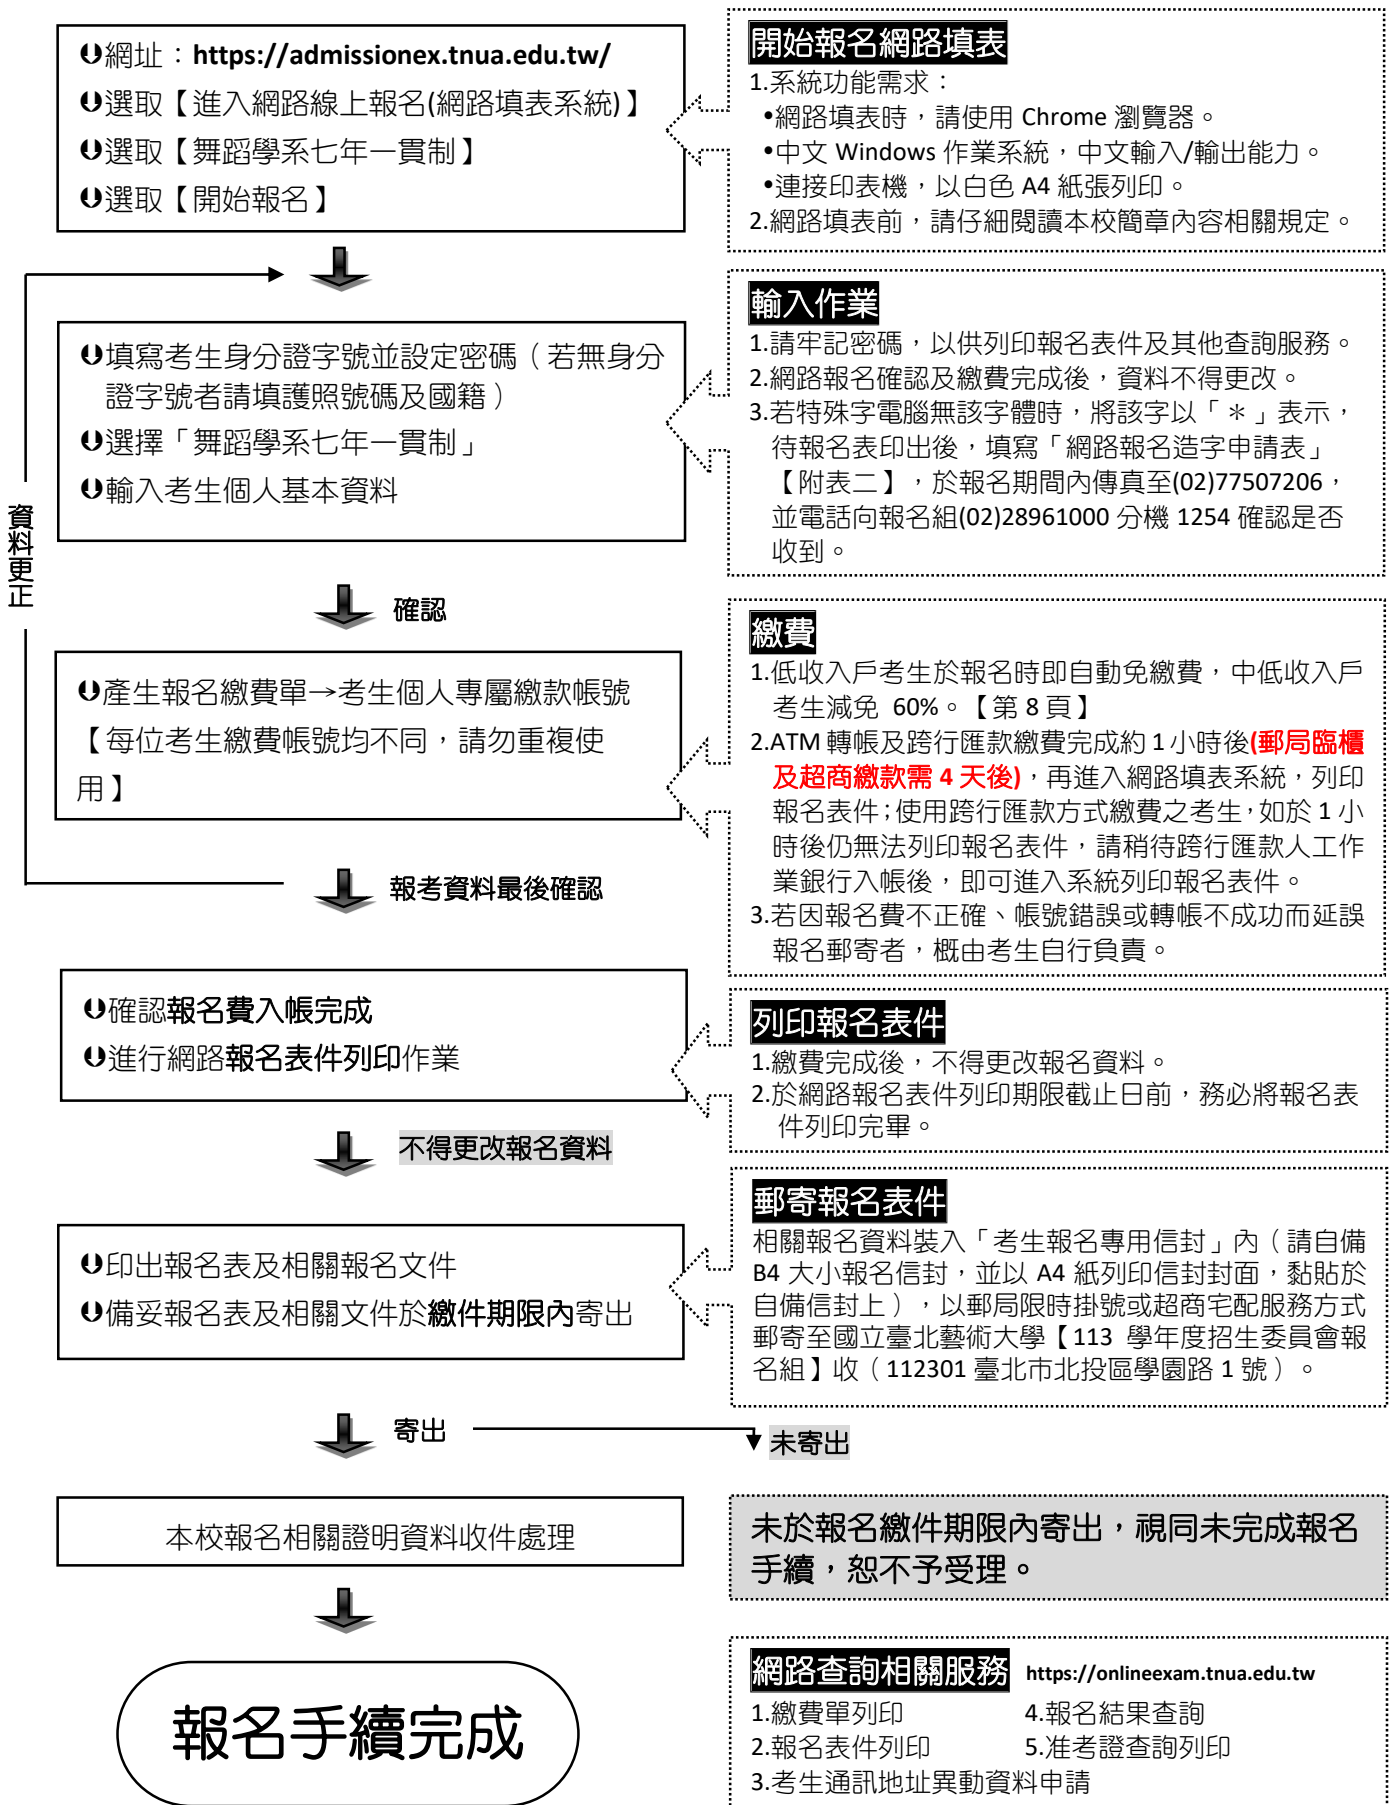 网址：https://admissionex.tnua.edu.tw/
選取【進入網路線上報名(網路填表系統)】
選取【舞蹈學系七年一貫制】
選取【開始報名】
開始報名網路填表
1.系統功能需求：
•網路填表時，請使用 Chrome 瀏覽器。
•中文 Windows 作業系統，中文輸入/輸出能力。
•連接印表機，以白色 A4 紙張列印。
2.網路填表前，請仔細閱讀本校簡章內容相關規定。
填寫考生身分證字號並設定密碼（若無身分
證字號者請填護照號碼及國籍）
選擇「舞蹈學系七年一貫制」
輸入考生個人基本資料
輸入作業
1.請牢記密碼，以供列印報名表件及其他查詢服務。
2.網路報名確認及繳費完成後，資料不得更改。
3.若特殊字電腦無該字體時，將該字以「＊」表示，
待報名表印出後，填寫「網路報名造字申請表」
【附表二】，於報名期間內傳真至(02)77507206，
並電話向報名組(02)28961000 分機 1254 確認是否
收到。
資料更正
確認
產生報名繳費單→考生個人專屬繳款帳號
【每位考生繳費帳號均不同，請勿重複使
用】
繳費
1.低收入戶考生於報名時即自動免繳費，中低收入戶
考生減免 60%。【第 8 頁】
2.ATM 轉帳及跨行匯款繳費完成約 1 小時後(郵局臨櫃
及超商繳款需 4 天後)，再進入網路填表系統，列印
報名表件；使用跨行匯款方式繳費之考生，如於 1 小
時後仍無法列印報名表件，請稍待跨行匯款人工作
業銀行入帳後，即可進入系統列印報名表件。
3.若因報名費不正確、帳號錯誤或轉帳不成功而延誤
報名郵寄者，概由考生自行負責。
報考資料最後確認
確認報名費入帳完成
進行網路報名表件列印作業
列印報名表件
1.繳費完成後，不得更改報名資料。
2.於網路報名表件列印期限截止日前，務必將報名表
件列印完畢。
不得更改報名資料
印出報名表及相關報名文件
備妥報名表及相關文件於繳件期限內寄出
郵寄報名表件
相關報名資料裝入「考生報名專用信封」內（請自備
B4 大小報名信封，並以 A4 紙列印信封封面，黏貼於
自備信封上），以郵局限時掛號或超商宅配服務方式
郵寄至國立臺北藝術大學【113 學年度招生委員會報
名組】收（112301 臺北市北投區學園路 1 號）。
寄出
未寄出
本校報名相關證明資料收件處理
未於報名繳件期限內寄出，視同未完成報名
手續，恕不予受理。
報名手續完成
網路查詢相關服務 https://onlineexam.tnua.edu.tw
1.繳費單列印 4.報名結果查詢
2.報名表件列印 5.准考證查詢列印
3.考生通訊地址異動資料申請